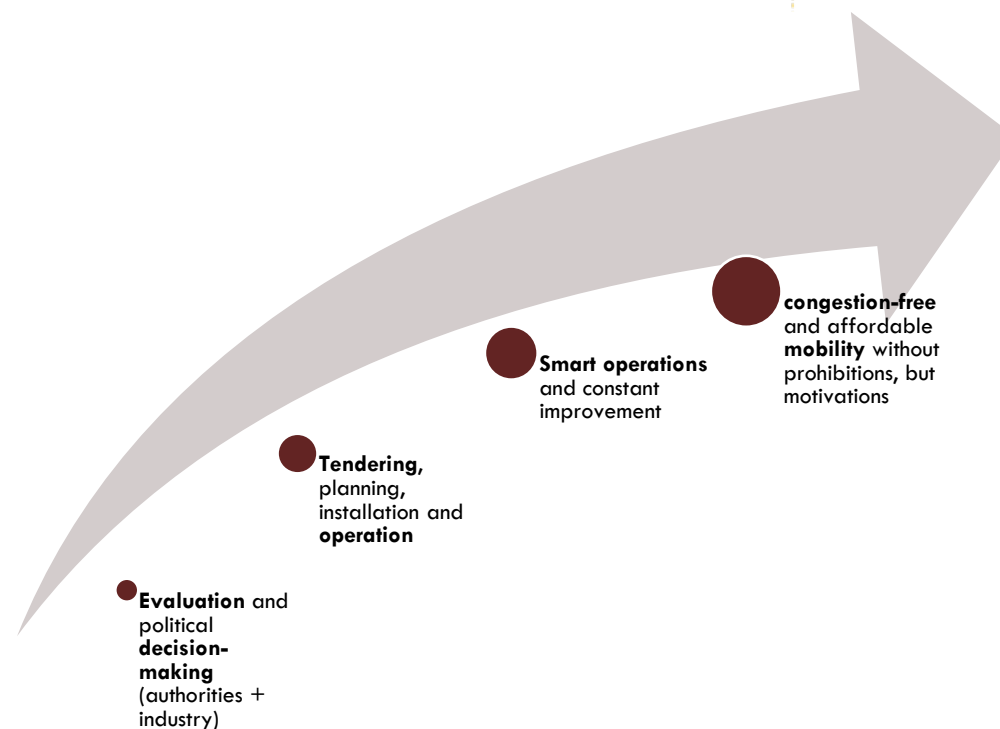 Evaluation and
political
decision-
making
(authorities +
industry)
Tendering,
planning,
installation and
operation
Smart operations
and constant
improvement
congestion-free
and affordable
mobility without
prohibitions, but
motivations